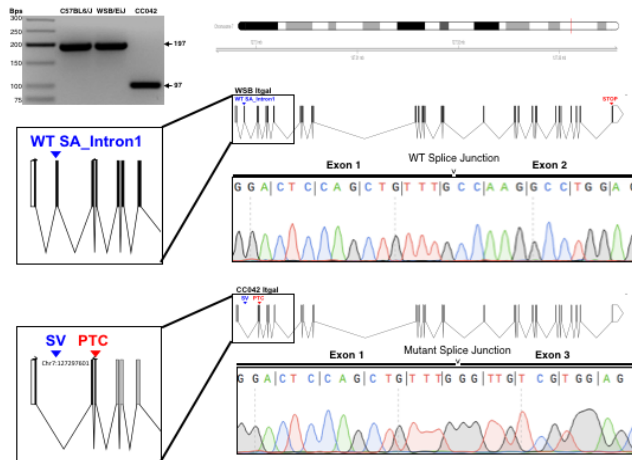 Bps C57BL6/J WSB/EiJ CC042
300
200
150
100
75
197
97
WSB Itgal
WT SA_Intron1
STOP
WT SA_Intron1
Exon 1 WT Splice Junction Exon 2
G G|A|C T C|C A G|C T G|T T T|G C C|A A G|G C C|T G G|A G
CC042 Itgal
SV PTC
SV PTC
Chr7:127297601
Exon 1 Mutant Splice Junction Exon 3
G G|A|C T C|C A G|C T G|T T T|G G G|T T G|T C G|T G G|A G